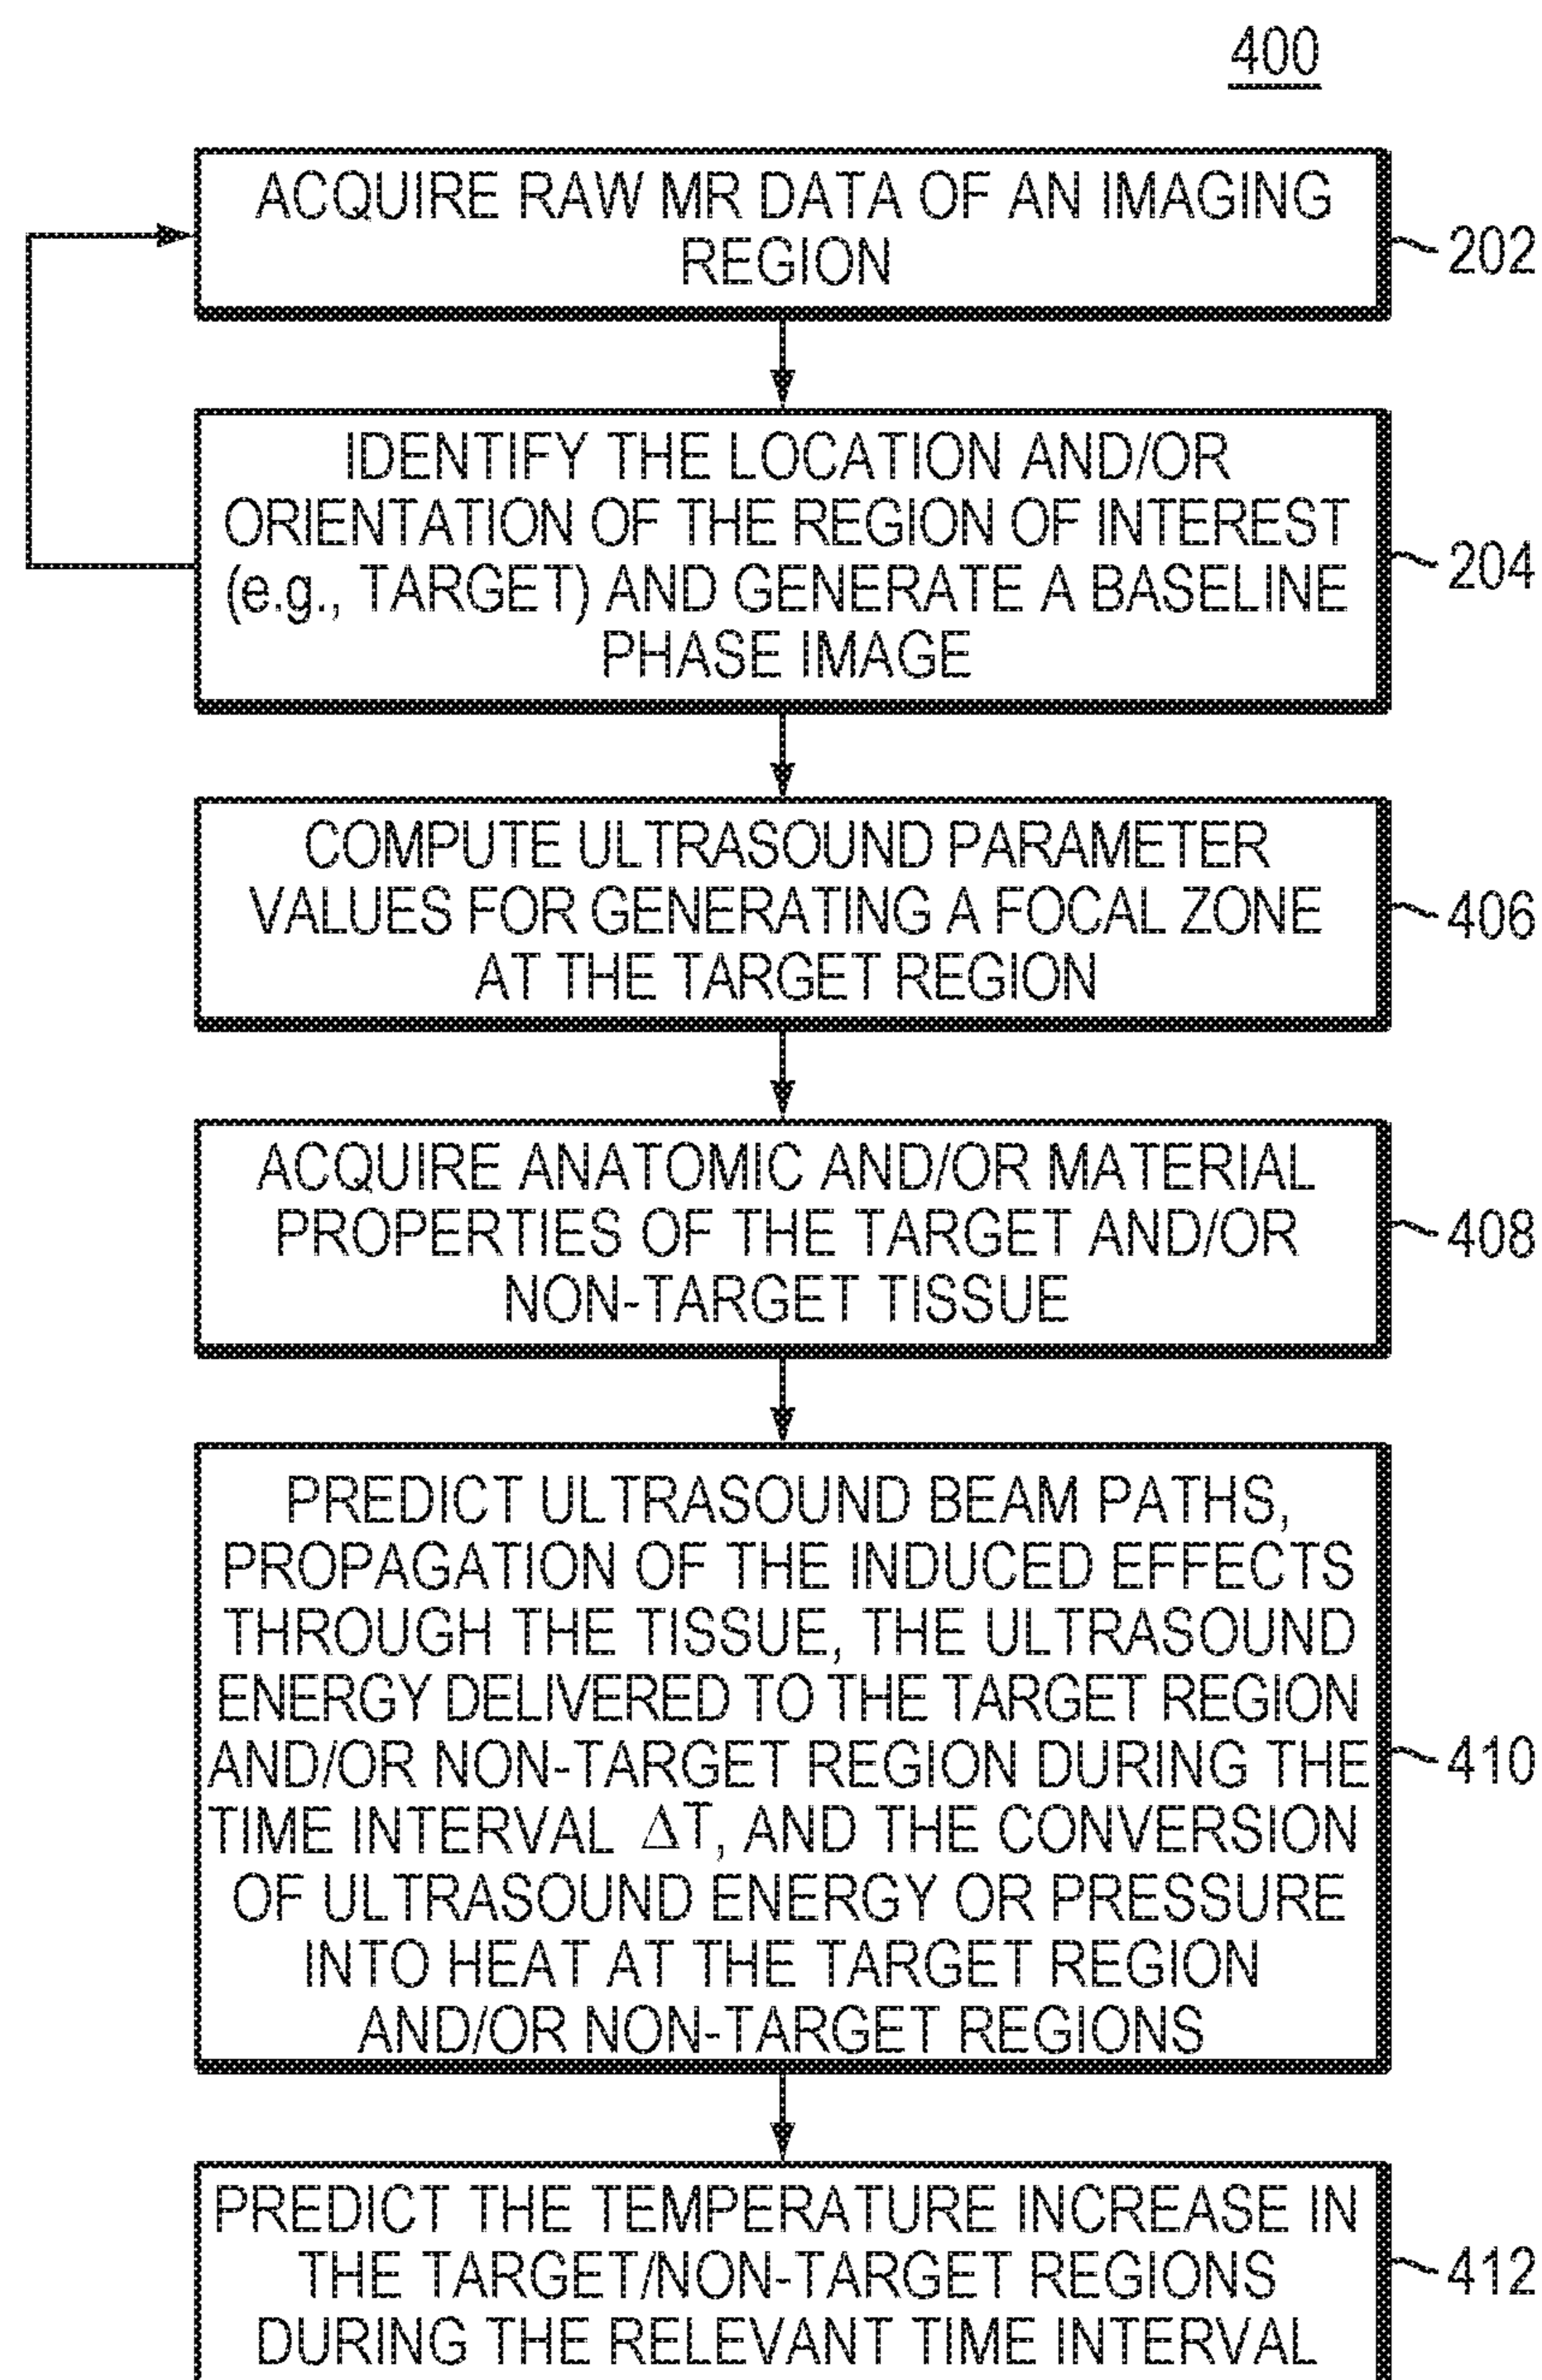 400
ACQUIRE RAW MR DATA OF AN IMAGING
REGION
202
IDENTIFY THE LOCATION AND/OR
ORIENTATION OF THE REGION OF INTEREST
(e.g., TARGET) AND GENERATE A BASELINE
PHASE IMAGE
204
COMPUTE ULTRASOUND PARAMETER
VALUES FOR GENERATING A FOCAL ZONE
AT THE TARGET REGION
406
ACQUIRE ANATOMIC AND/OR MATERIAL
PROPERTIES OF THE TARGET AND/OR
NON-TARGET TISSUE
408
PREDICT ULTRASOUND BEAM PATHS,
PROPAGATION OF THE INDUCED EFFECTS
THROUGH THE TISSUE, THE ULTRASOUND
ENERGY DELIVERED TO THE TARGET REGION
AND/OR NON-TARGET REGION DURING THE
TIME INTERVAL ΔT, AND THE CONVERSION
OF ULTRASOUND ENERGY OR PRESSURE
INTO HEAT AT THE TARGET REGION
AND/OR NON-TARGET REGIONS
410
PREDICT THE TEMPERATURE INCREASE IN
THE TARGET/NON-TARGET REGIONS
DURING THE RELEVANT TIME INTERVAL
412